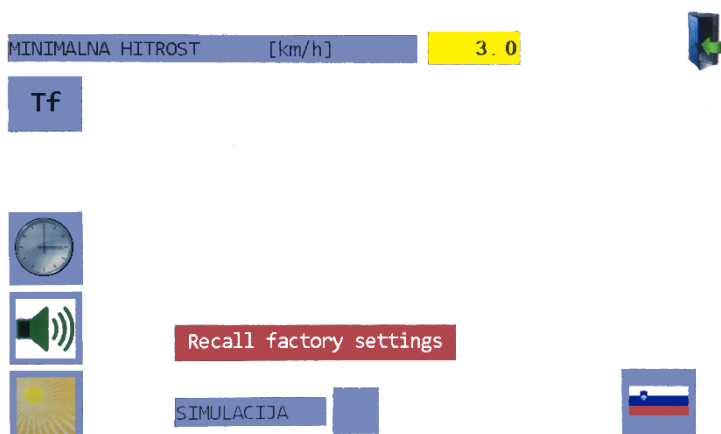 MINIMALNA HITROST [km/h] 3.0
Tf
Recall factory settings
SIMULACIJA